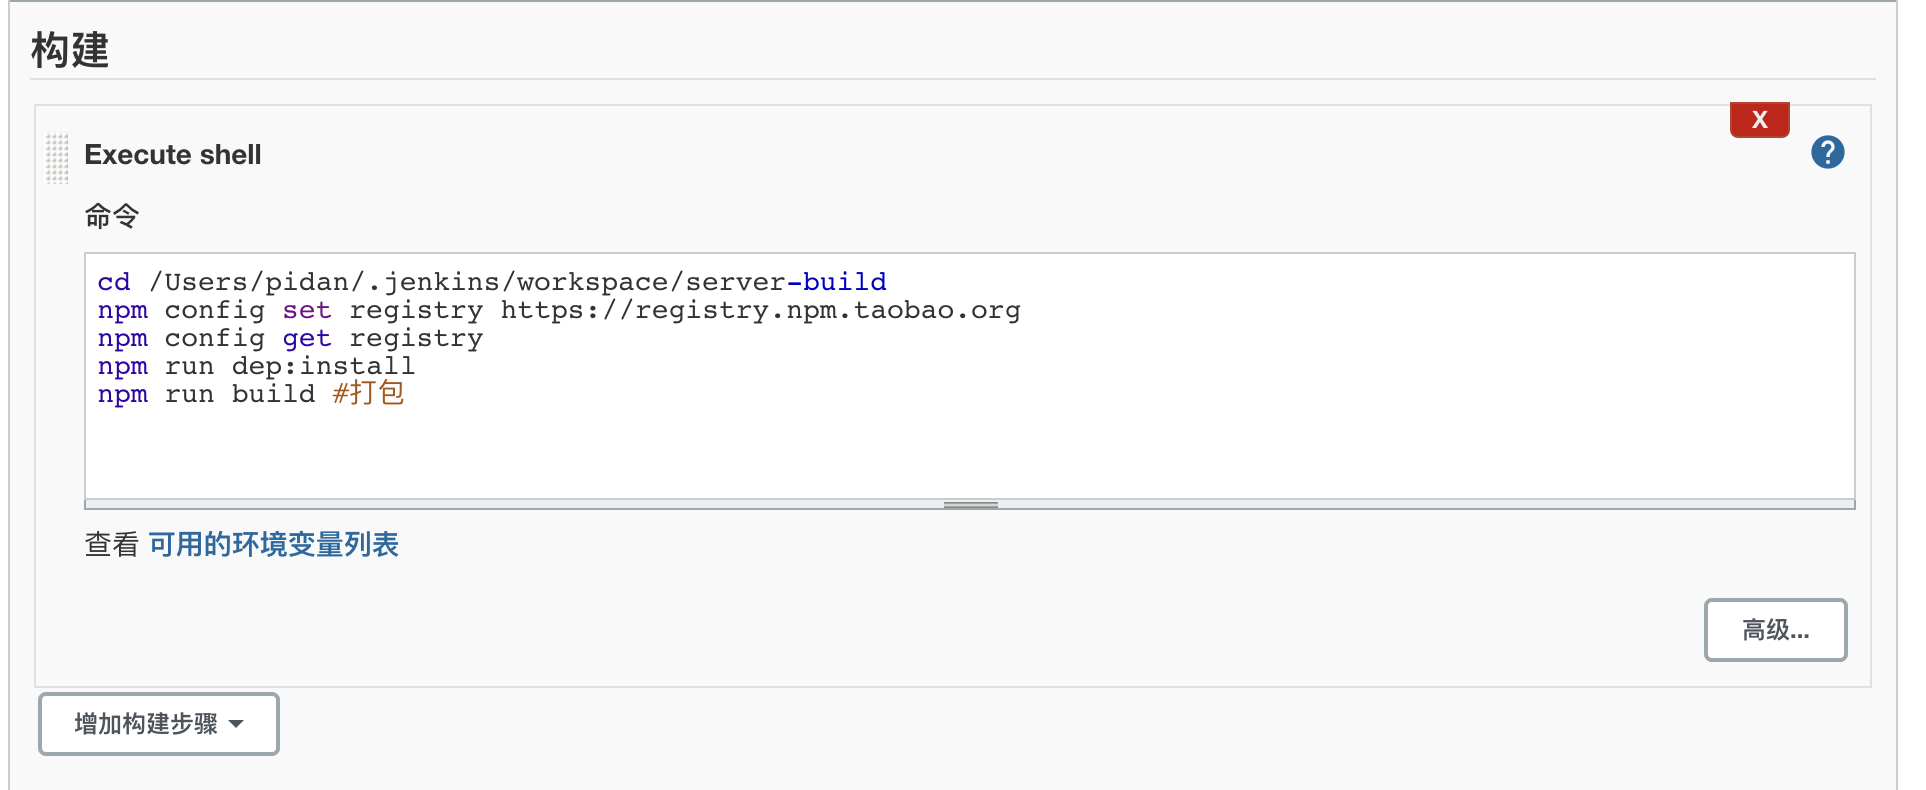 构建
X
Execute shell
?
命令
cd /Users/pidan/.jenkins/workspace/server-build
npm config set registry https://registry.npm.taobao.org
npm config get registry
npm run dep:install
npm run build #打包
查看 可用的环境变量列表
高级...
增加构建步骤